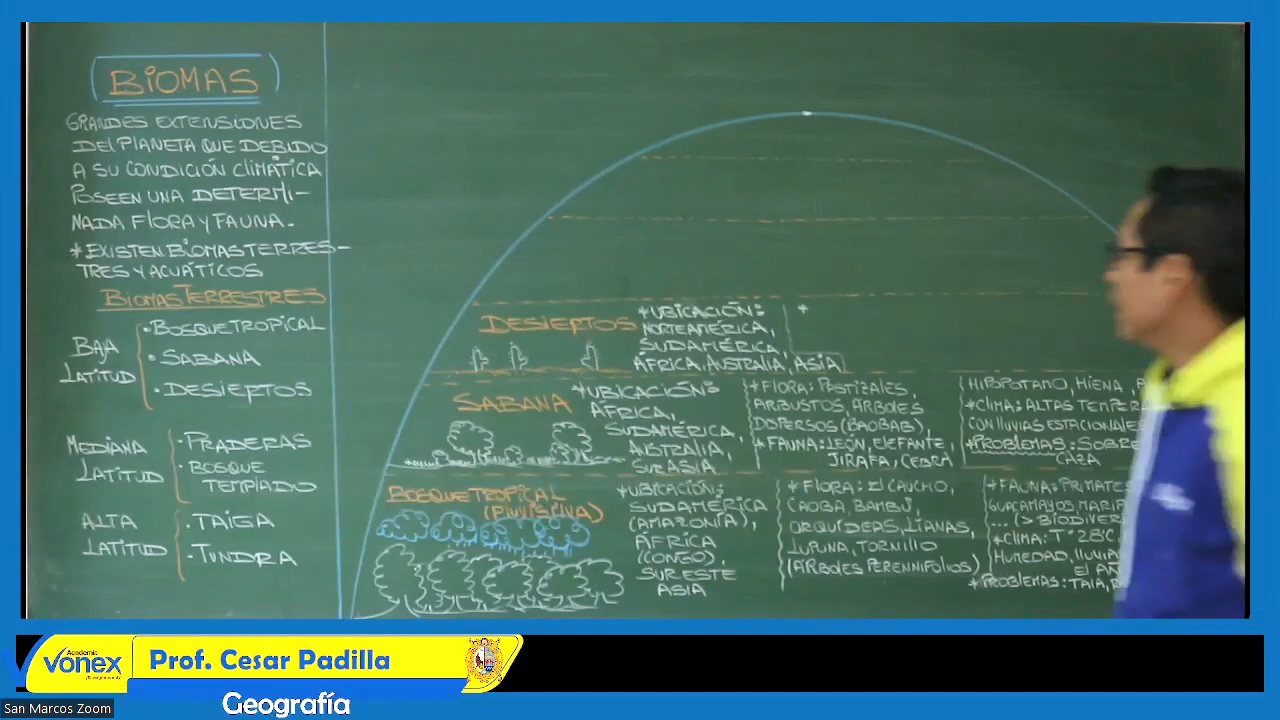 BIOMAS
GRANDES EXTENSIONES
DEL PLANETA QUE DEBIDO
A SU CONDICIÓN CLIMÁTICA
POSEEN UNA DETERMI-
NADA FLORA Y FAUNA.
* EXISTEN BIOMAS TERRES-
TRES Y ACUÁTICOS
BIOMAS TERRESTRES
BAJA
LATITUD
• BOSQUE TROPICAL
• SABANA
• DESIERTOS
MEDIANA
LATITUD
• PRADERAS
• BOSQUE
TEMPLADO
ALTA
LATITUD
• TAIGA
• TUNDRA
DESIERTOS
* UBICACIÓN:
NORTEAMÉRICA,
SUDAMÉRICA,
ÁFRICA, AUSTRALIA, ASIA
*
SABANA
* UBICACIÓN:
ÁFRICA,
SUDAMÉRICA,
AUSTRALIA,
SUR ASIA
* FLORA: PASTIZALES,
ARBUSTOS, ÁRBOLES
DISPERSOS (BAOBAB),
* FAUNA: LEÓN, ELEFANTE,
JIRAFA, CEBRA
HIPOPÓTAMO, HIENA,
* CLIMA: ALTAS TEMPER
CON LLUVIAS ESTACIONALES
* PROBLEMAS: SOBRE
CAZA
BOSQUE TROPICAL
(PLUVISILVA)
* UBICACIÓN:
SUDAMÉRICA
(AMAZONÍA),
ÁFRICA
(CONGO),
SURESTE
ASIA
* FLORA: EL CAUCHO,
CAOBA, BAMBÚ,
ORQUÍDEAS, LIANAS,
LUPUNA, TORNILLO
(ÁRBOLES PERENNIFOLIOS)
* FAUNA: PRIMATES
GUACAMAYOS, MARIP
... (> BIODIVER
* CLIMA: T° 28°C
HUMEDAD, LLUVIAS
EL AÑ
* PROBLEMAS: TALA,
Academia
vonex
Prof. Cesar Padilla
Geografía
San Marcos Zoom